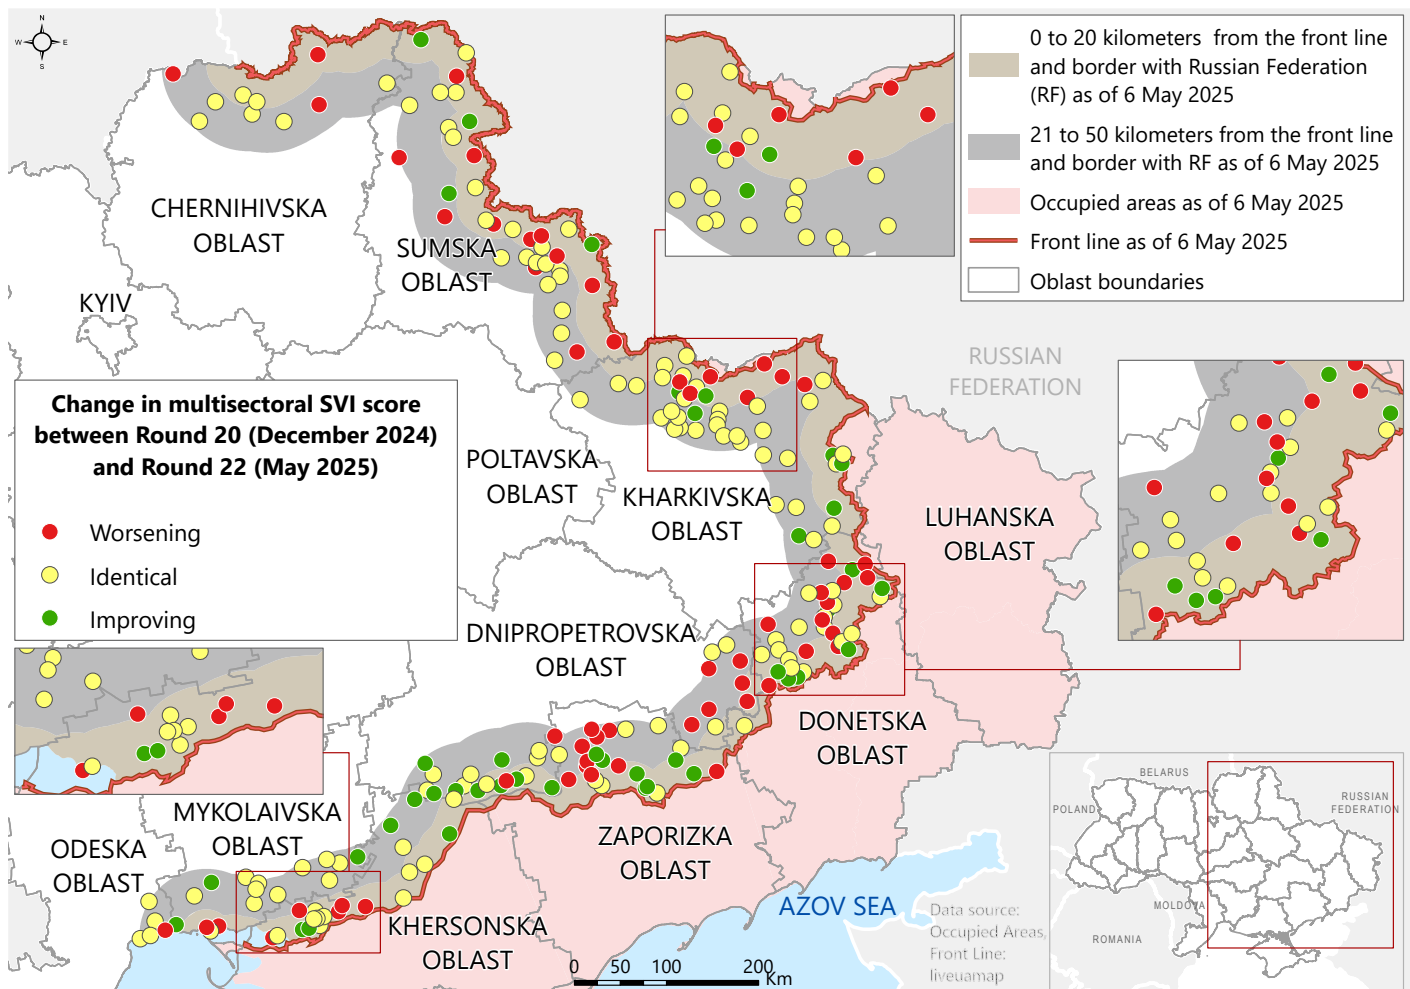 N
W E
S
0 to 20 kilometers from the front line
and border with Russian Federation
(RF) as of 6 May 2025
21 to 50 kilometers from the front line
and border with RF as of 6 May 2025
Occupied areas as of 6 May 2025
Front line as of 6 May 2025
Oblast boundaries
CHERNIHIVSKA
OBLAST
SUMSKA
OBLAST
KYIV
RUSSIAN
FEDERATION
Change in multisectoral SVI score
between Round 20 (December 2024)
and Round 22 (May 2025)
Worsening
Identical
Improving
POLTAVSKA
OBLAST
KHARKIVSKA
OBLAST
LUHANSKA
OBLAST
DNIPROPETROVSKA
OBLAST
DONETSKA
OBLAST
MYKOLAIVSKA
OBLAST
ODESKA
OBLAST
ZAPORIZKA
OBLAST
KHERSONSKA
OBLAST
AZOV SEA
Data source:
Occupied Areas,
Front Line:
liveuamap
0 50 100 200
Km
BELARUS
POLAND
RUSSIAN
FEDERATION
MOLDOVA
ROMANIA